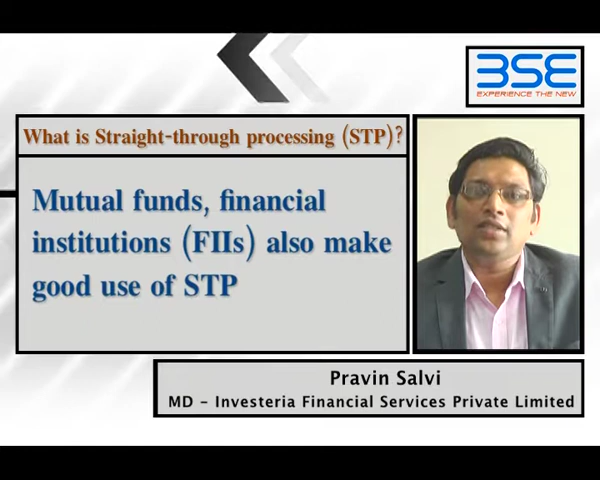 BSE
EXPERIENCE THE NEW
What is Straight-through processing (STP)?
Mutual funds, financial
institutions (FIIs) also make
good use of STP
Pravin Salvi
MD - Investeria Financial Services Private Limited